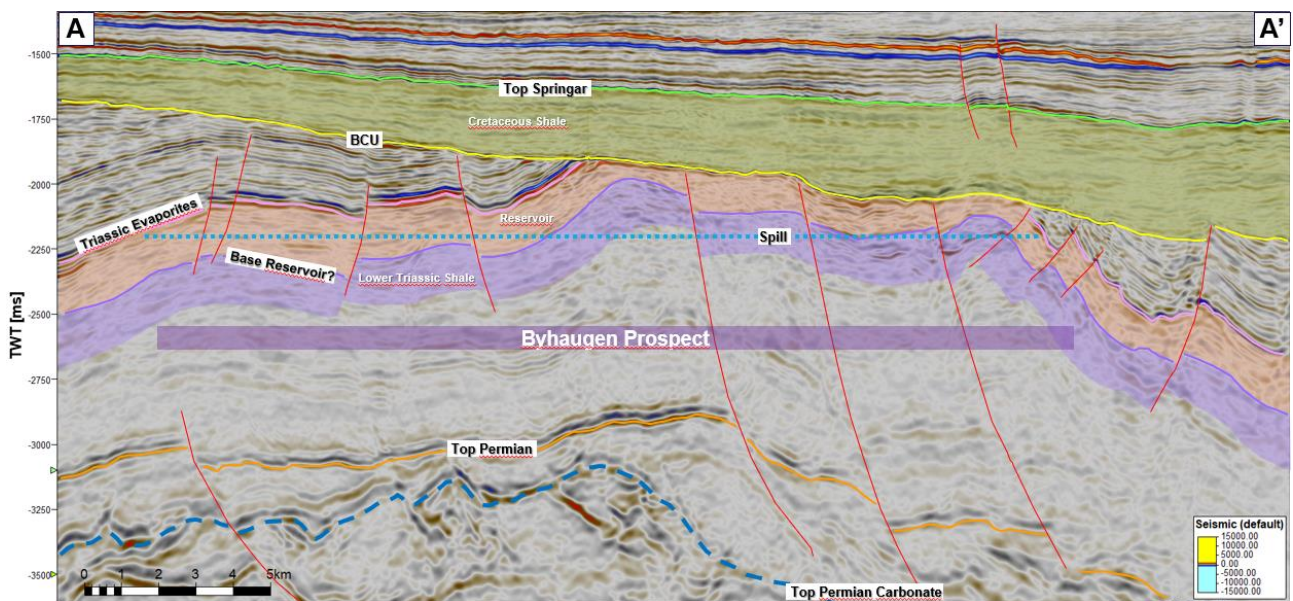 A
A'
-1500
Top Springar
Cretaceous Shale
-1750
BCU
-2000
Triassic Evaporites
Reservoir
Spill
-2250
Base Reservoir?
Lower Triassic Shale
TWT [ms]
-2500
Byhaugen Prospect
-2750
-3000
Top Permian
-3250
Seismic (default)
15000.00
10000.00
5000.00
0.00
-5000.00
-10000.00
-15000.00
-3500
0 1 2 3 4 5km
Top Permian Carbonate